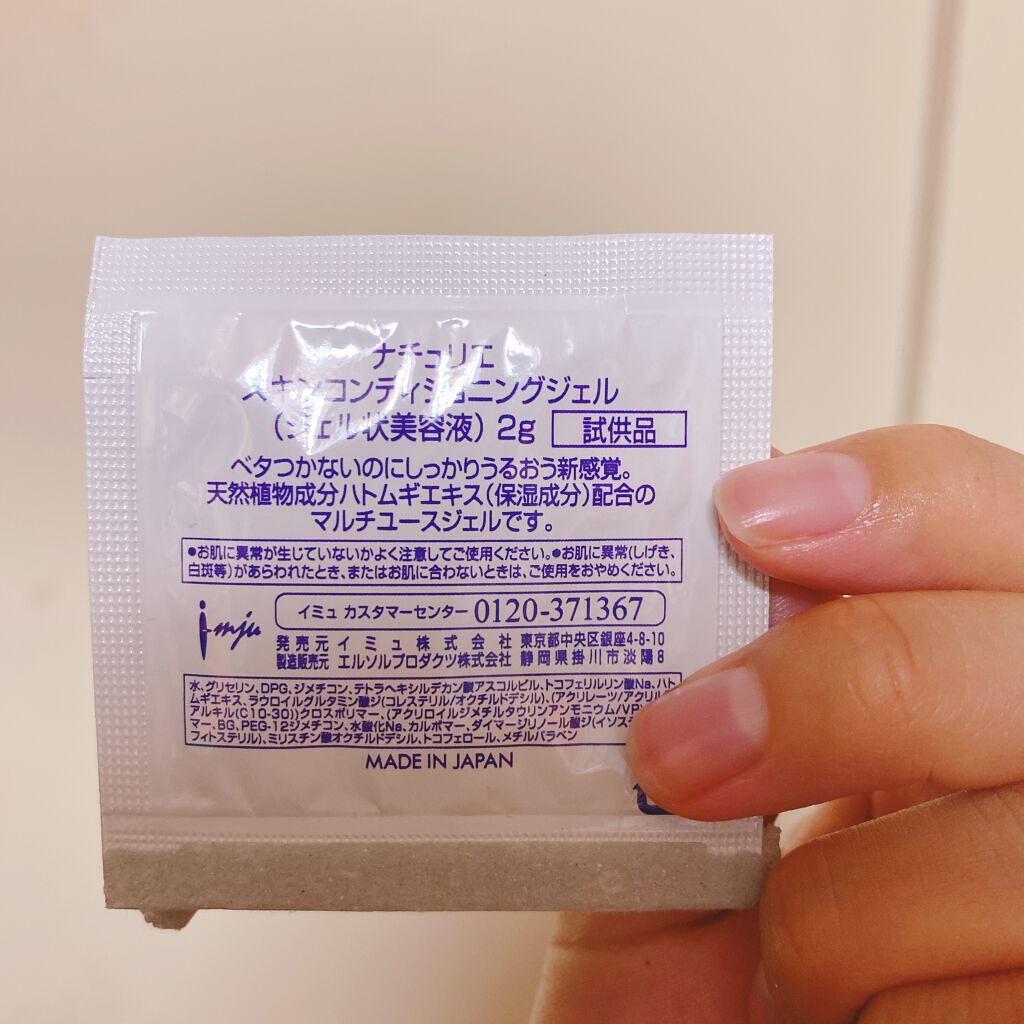 ナチュリエ
スキンコンディショニングジェル
(ジェル状美容液) 2g 試供品
ベタつかないのにしっかりうるおう新感覚。
天然植物成分ハトムギエキス(保湿成分)配合の
マルチユースジェルです。
●お肌に異常が生じていないかよく注意してご使用ください。●お肌に異常(しげき、
白斑等)があらわれたとき、またはお肌に合わないときは、ご使用をおやめください。
imju
イミュ カスタマーセンター 0120-371367
発売元 イミュ株式会社 東京都中央区銀座4-8-10
製造販売元 エルソルプロダクツ株式会社 静岡県掛川市淡陽8
水、グリセリン、DPG、ジメチコン、テトラヘキシルデカン酸アスコルビル、トコフェリルリン酸Na、ハト
ムギエキス、ラウロイルグルタミン酸ジ(コレステリル/オクチルドデシル)、(アクリレーツ/アクリル
アルキル(C10-30))クロスポリマー、(アクリロイルジメチルタウリンアンモニウム/VP)
マー、BG、PEG-12ジメチコン、水酸化Na、カルボマー、ダイマージリノール酸ジ(イソス
フィトステリル)、ミリスチン酸オクチルドデシル、トコフェロール、メチルパラベン
MADE IN JAPAN